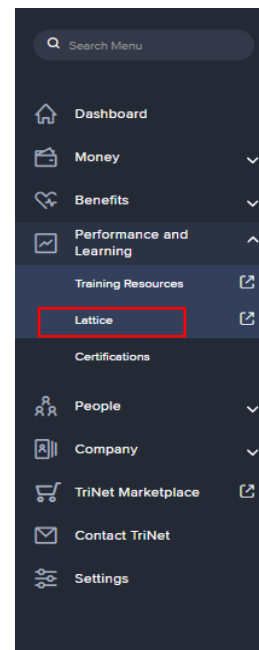 Search Menu
Dashboard
Money
Benefits
Performance and
Learning
Training Resources
Lattice
Certifications
People
Company
TriNet Marketplace
Contact TriNet
Settings